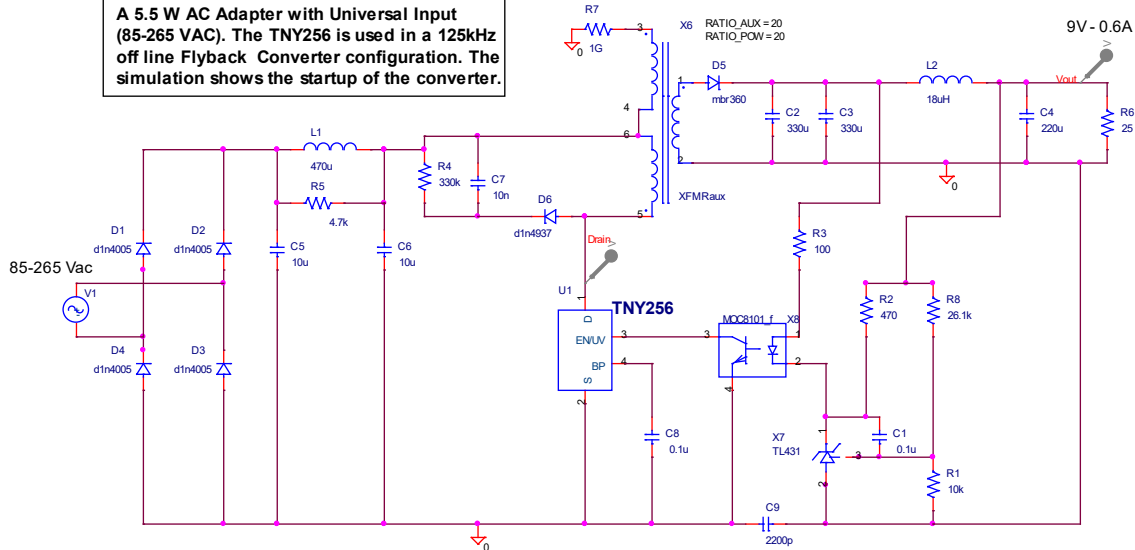 A 5.5 W AC Adapter with Universal Input
(85-265 VAC). The TNY256 is used in a 125kHz
off line Flyback Converter configuration. The
simulation shows the startup of the converter.
R7
1G
0
3
4
6
5
1
2
X6
RATIO_AUX = 20
RATIO_POW = 20
XFMRaux
D5
mbr360
C2
330u
C3
330u
L2
18uH
9V - 0.6A
V
Vout
C4
220u
R6
25
0
L1
470u
R5
4.7k
R4
330k
C7
10n
D6
d1n4937
D1
d1n4005
D2
d1n4005
C5
10u
C6
10u
85-265 Vac
V1
D4
d1n4005
D3
d1n4005
Drain
V
U1
TNY256
1
D
EN/UV
3
BP
4
S
2
R3
100
MOC8101_f
X8
3
1
2
4
R2
470
R8
26.1k
C8
0.1u
X7
TL431
1
3
2
C1
0.1u
R1
10k
C9
2200p
0